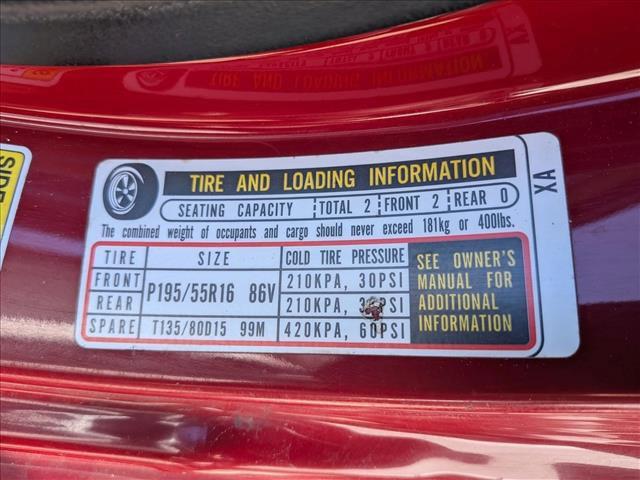 TIRE AND LOADING INFORMATION
SEATING CAPACITY TOTAL 2 FRONT 2 REAR 0
The combined weight of occupants and cargo should never exceed 181kg or 400lbs.
TIRE SIZE COLD TIRE PRESSURE
FRONT P195/55R16 86V 210KPA, 30PSI
REAR 210KPA,
SPARE T135/80D15 99M 420KPA, 60PSI
SEE OWNER'S
MANUAL FOR
ADDITIONAL
INFORMATION
XA
SIDE